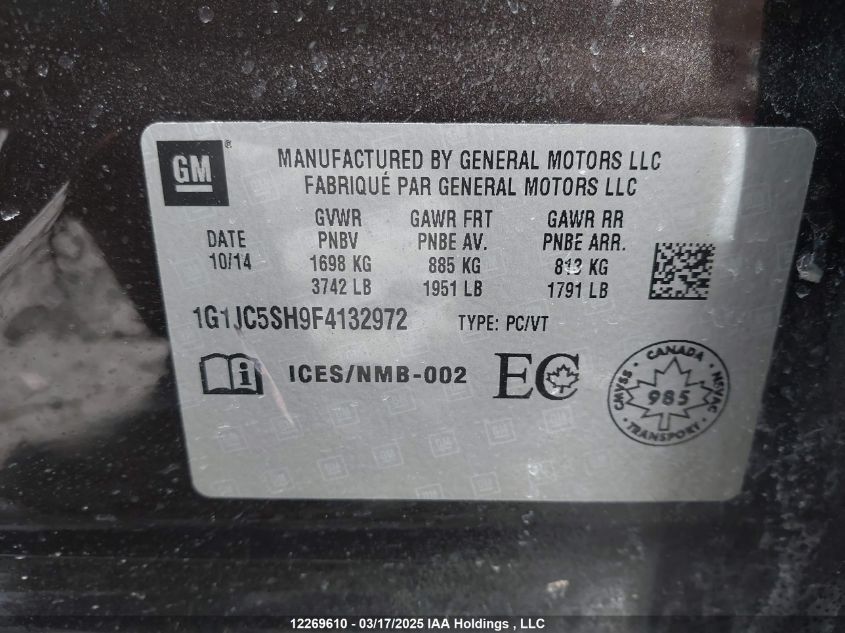 GM®
MANUFACTURED BY GENERAL MOTORS LLC
FABRIQUÉ PAR GENERAL MOTORS LLC
DATE
10/14
GVWR
PNBV
1698 KG
3742 LB
GAWR FRT
PNBE AV.
885 KG
1951 LB
GAWR RR
PNBE ARR.
813 KG
1791 LB
1G1JC5SH9F4132972 TYPE: PC/VT
i ICES/NMB-002 EC
CANADA
CMVSS 985 NSVAC
TRANSPORT
12269610 - 03/17/2025 IAA Holdings , LLC